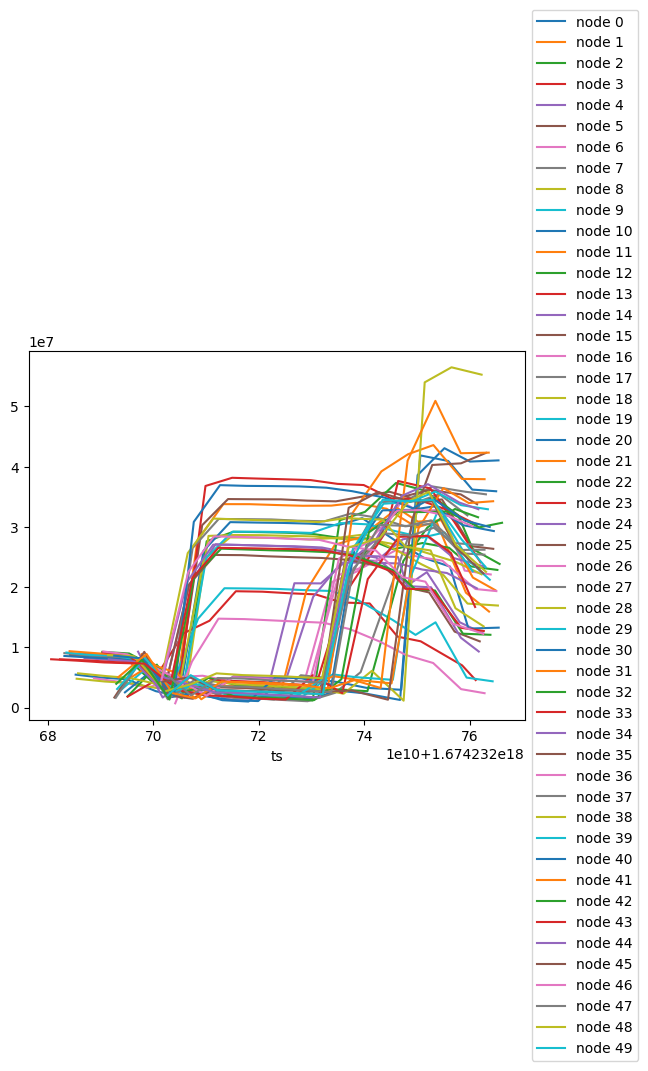 1e7
5
4
3
2
1
0
68 70 72 74 76
ts
1e10+1.674232e18
node 0
node 1
node 2
node 3
node 4
node 5
node 6
node 7
node 8
node 9
node 10
node 11
node 12
node 13
node 14
node 15
node 16
node 17
node 18
node 19
node 20
node 21
node 22
node 23
node 24
node 25
node 26
node 27
node 28
node 29
node 30
node 31
node 32
node 33
node 34
node 35
node 36
node 37
node 38
node 39
node 40
node 41
node 42
node 43
node 44
node 45
node 46
node 47
node 48
node 49